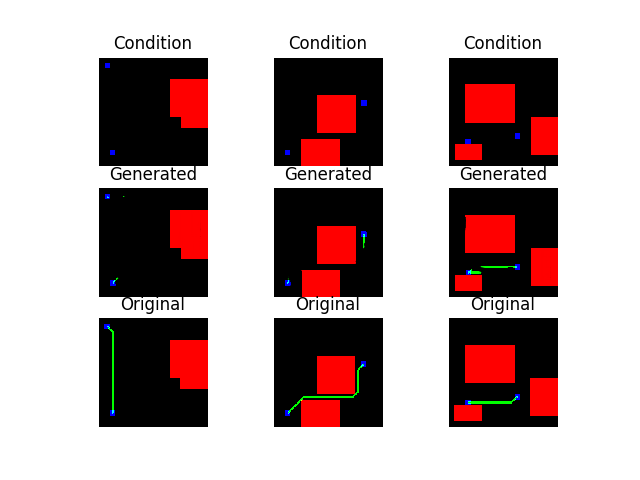 Condition Condition Condition
Generated Generated Generated
Original Original Original